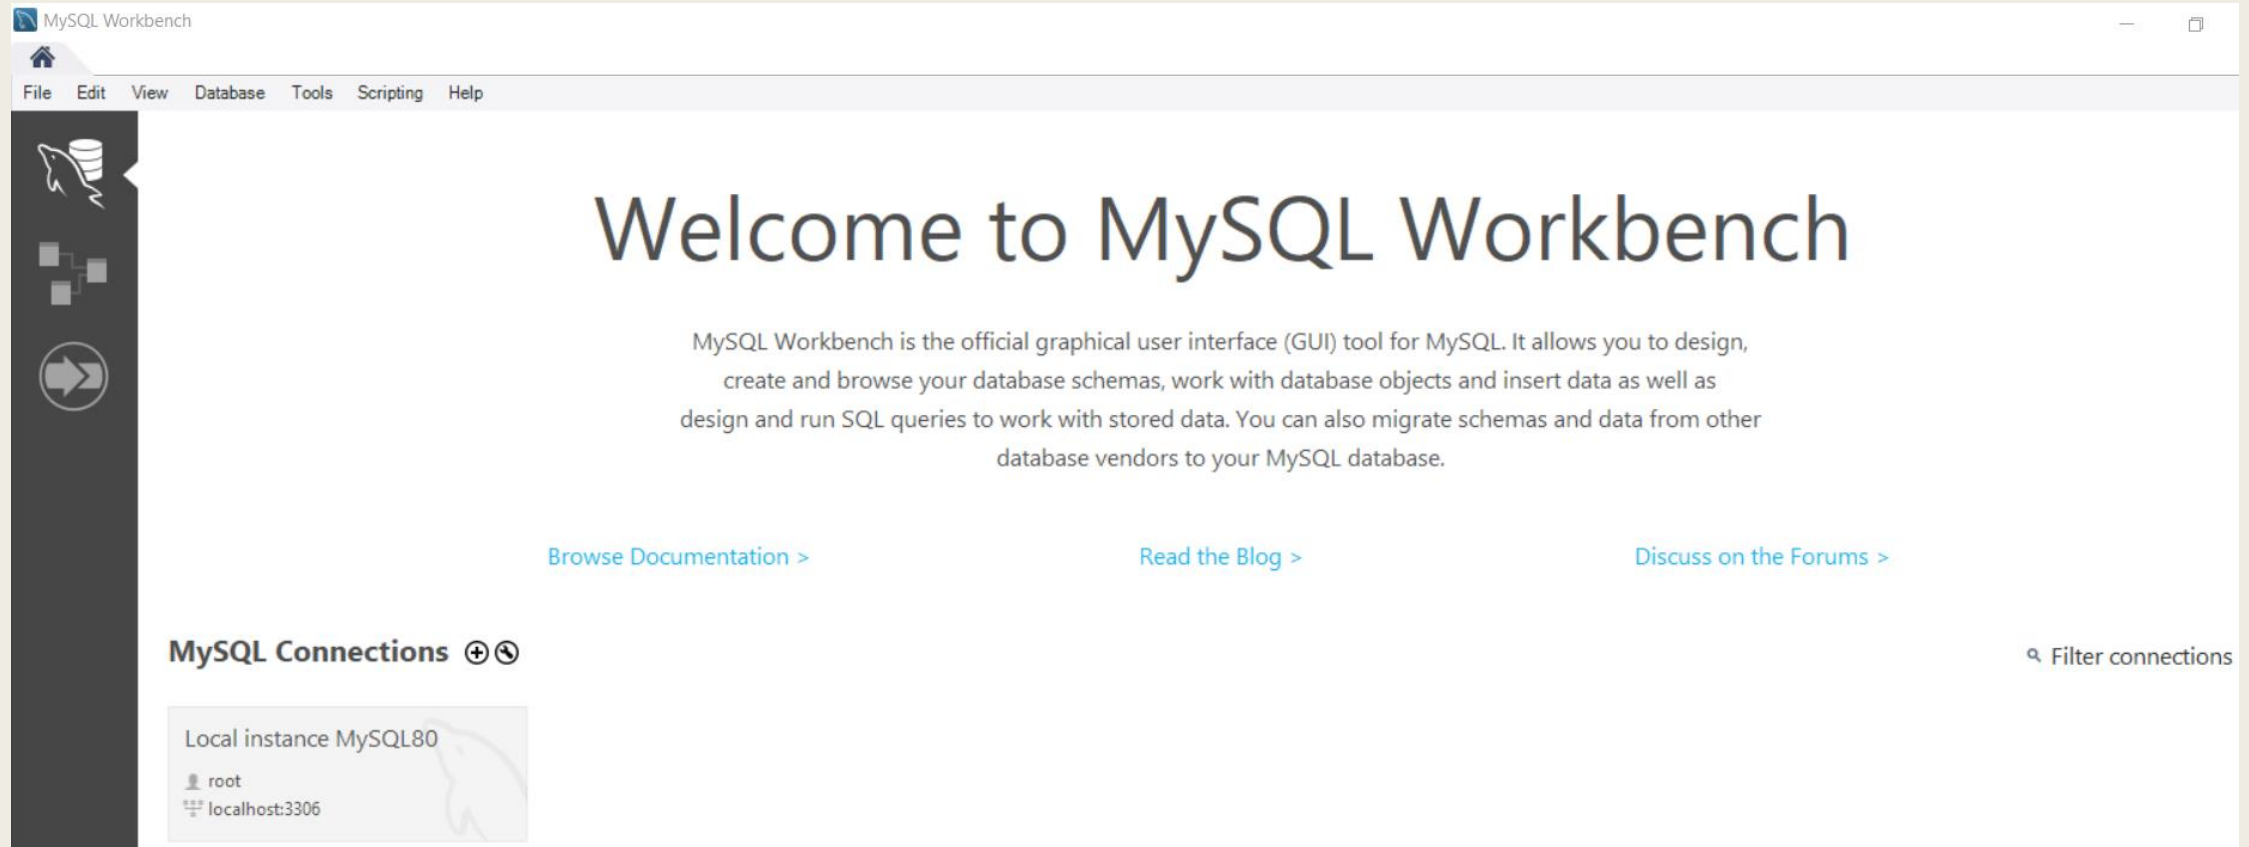 MySQL Workbench
File Edit View Database Tools Scripting Help
Welcome to MySQL Workbench
MySQL Workbench is the official graphical user interface (GUI) tool for MySQL. It allows you to design,
create and browse your database schemas, work with database objects and insert data as well as
design and run SQL queries to work with stored data. You can also migrate schemas and data from other
database vendors to your MySQL database.
Browse Documentation > Read the Blog > Discuss on the Forums >
MySQL Connections Filter connections
Local instance MySQL80
root
localhost:3306